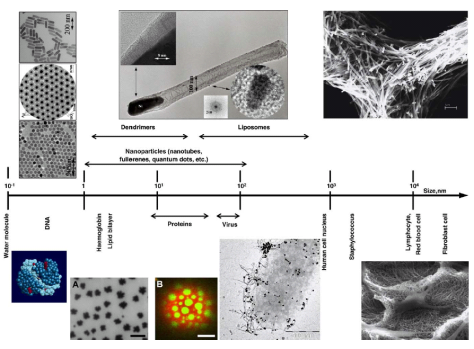 200 nm
5 nm
100 nm
Dendrimers
Liposomes
Nanoparticles (nanotubes,
fullerenes, quantum dots, etc.)
10⁻¹
1
10¹
10²
10³
10⁴
Size,nm
Water molecule
DNA
Haemoglobin
Lipid bilayer
Proteins
Virus
Human cell nucleus
Staphylococcus
Lymphocyte,
Red blood cell
Fibroblast cell
A
B